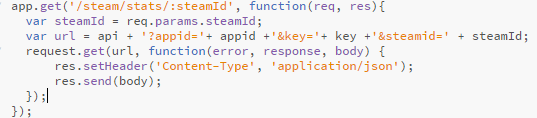 app.get('/steam/stats/:steamId', function(req, res){
var steamId = req.params.steamId;
var url = api + '?appid='+ appid +'&key='+ key +'&steamid=' + steamId;
request.get(url, function(error, response, body) {
res.setHeader('Content-Type', 'application/json');
res.send(body);
});
});